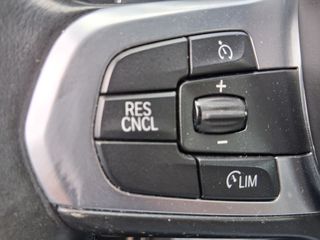 +
RES
CNCL
–
LIM